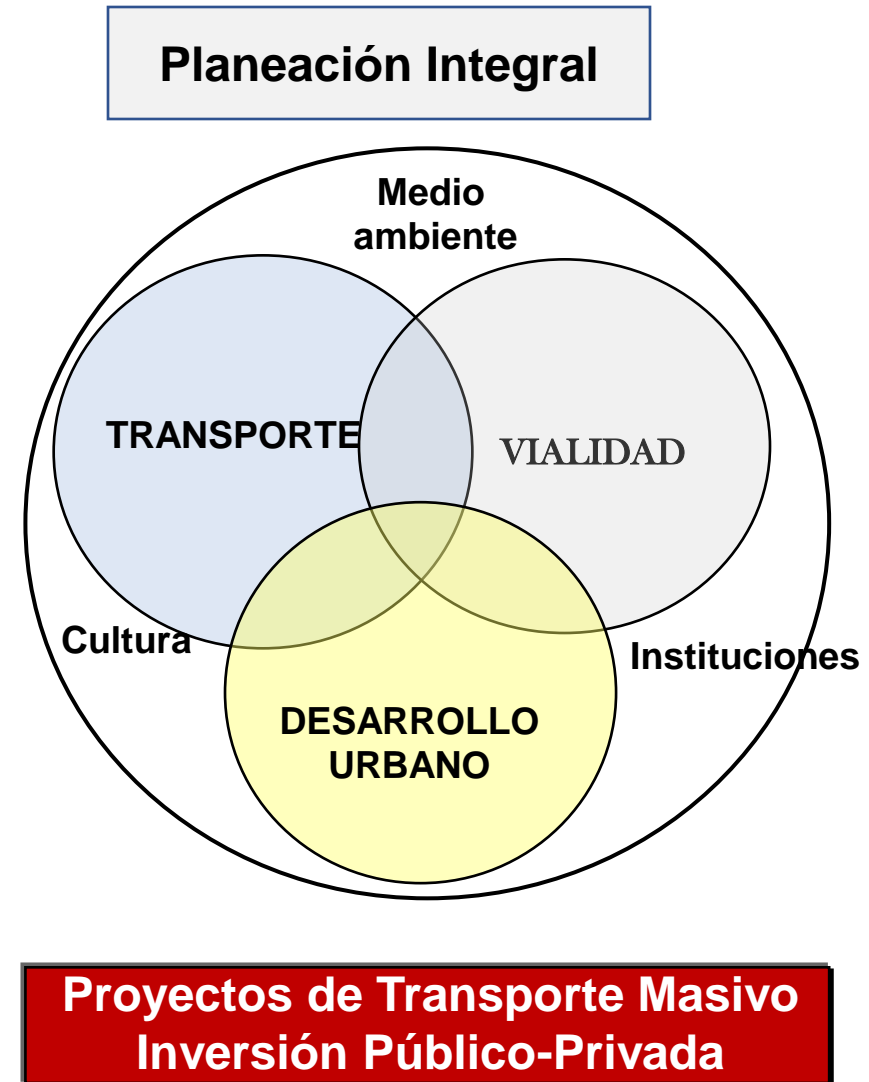 Planeación Integral
Medio
ambiente
TRANSPORTE
VIALIDAD
Cultura
Instituciones
DESARROLLO
URBANO
Proyectos de Transporte Masivo
Inversión Público-Privada